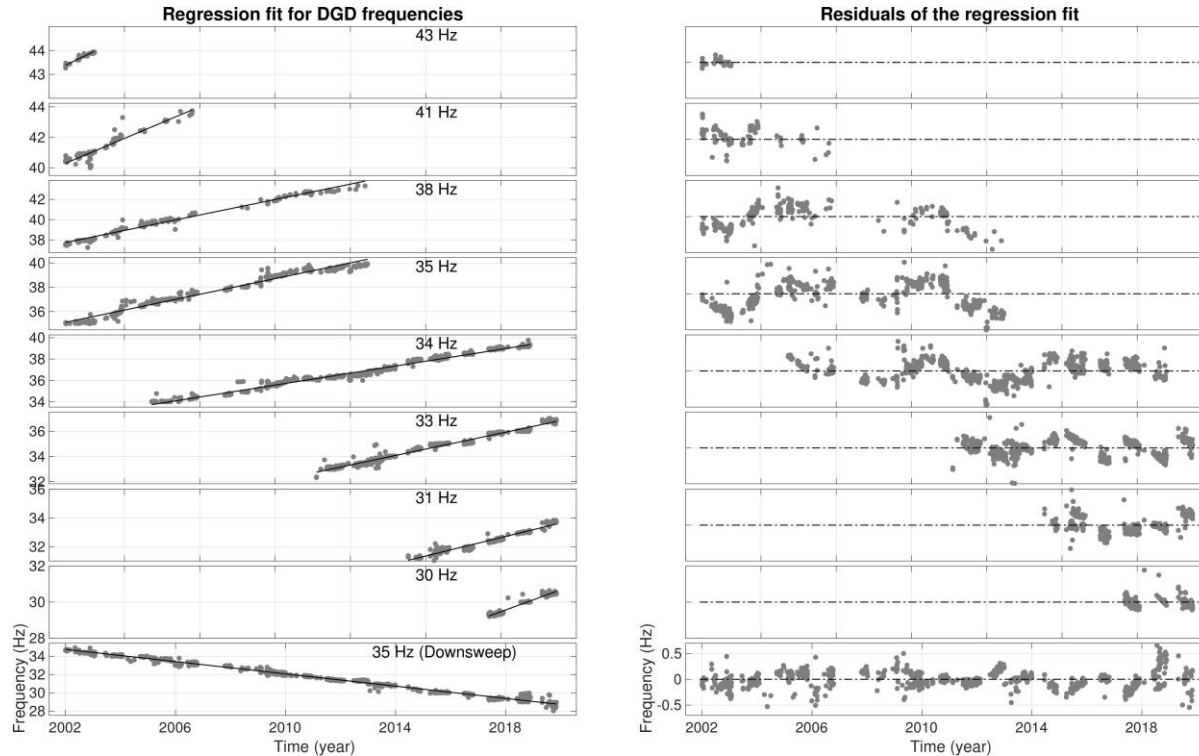 Regression fit for DGD frequencies
43 Hz
44
43
41 Hz
44
42
40
38 Hz
42
40
38
35 Hz
40
38
36
34 Hz
40
38
36
34
33 Hz
36
34
32
36
31 Hz
34
32
32
30 Hz
30
28
35 Hz (Downsweep)
34
32
30
28
Frequency (Hz)
2002 2006 2010 2014 2018
Time (year)
Residuals of the regression fit
0.5
0
-0.5
Frequency (Hz)
2002 2006 2010 2014 2018
Time (year)